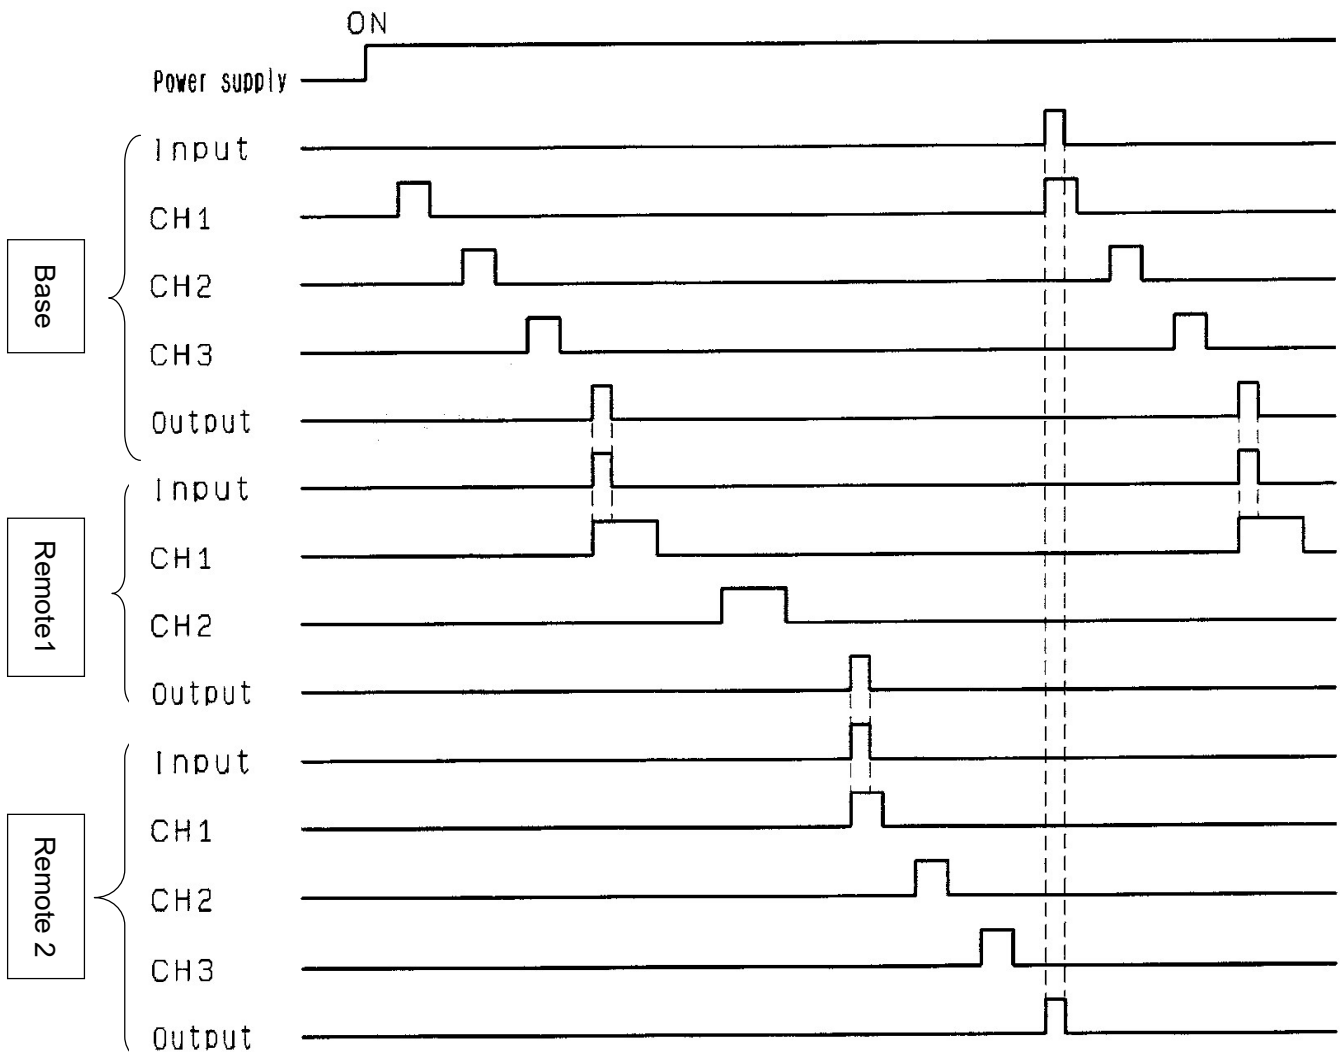 ON
Power supply
Base
Input
CH1
CH2
CH3
Output
Remote1
Input
CH1
CH2
Output
Remote 2
Input
CH1
CH2
CH3
Output